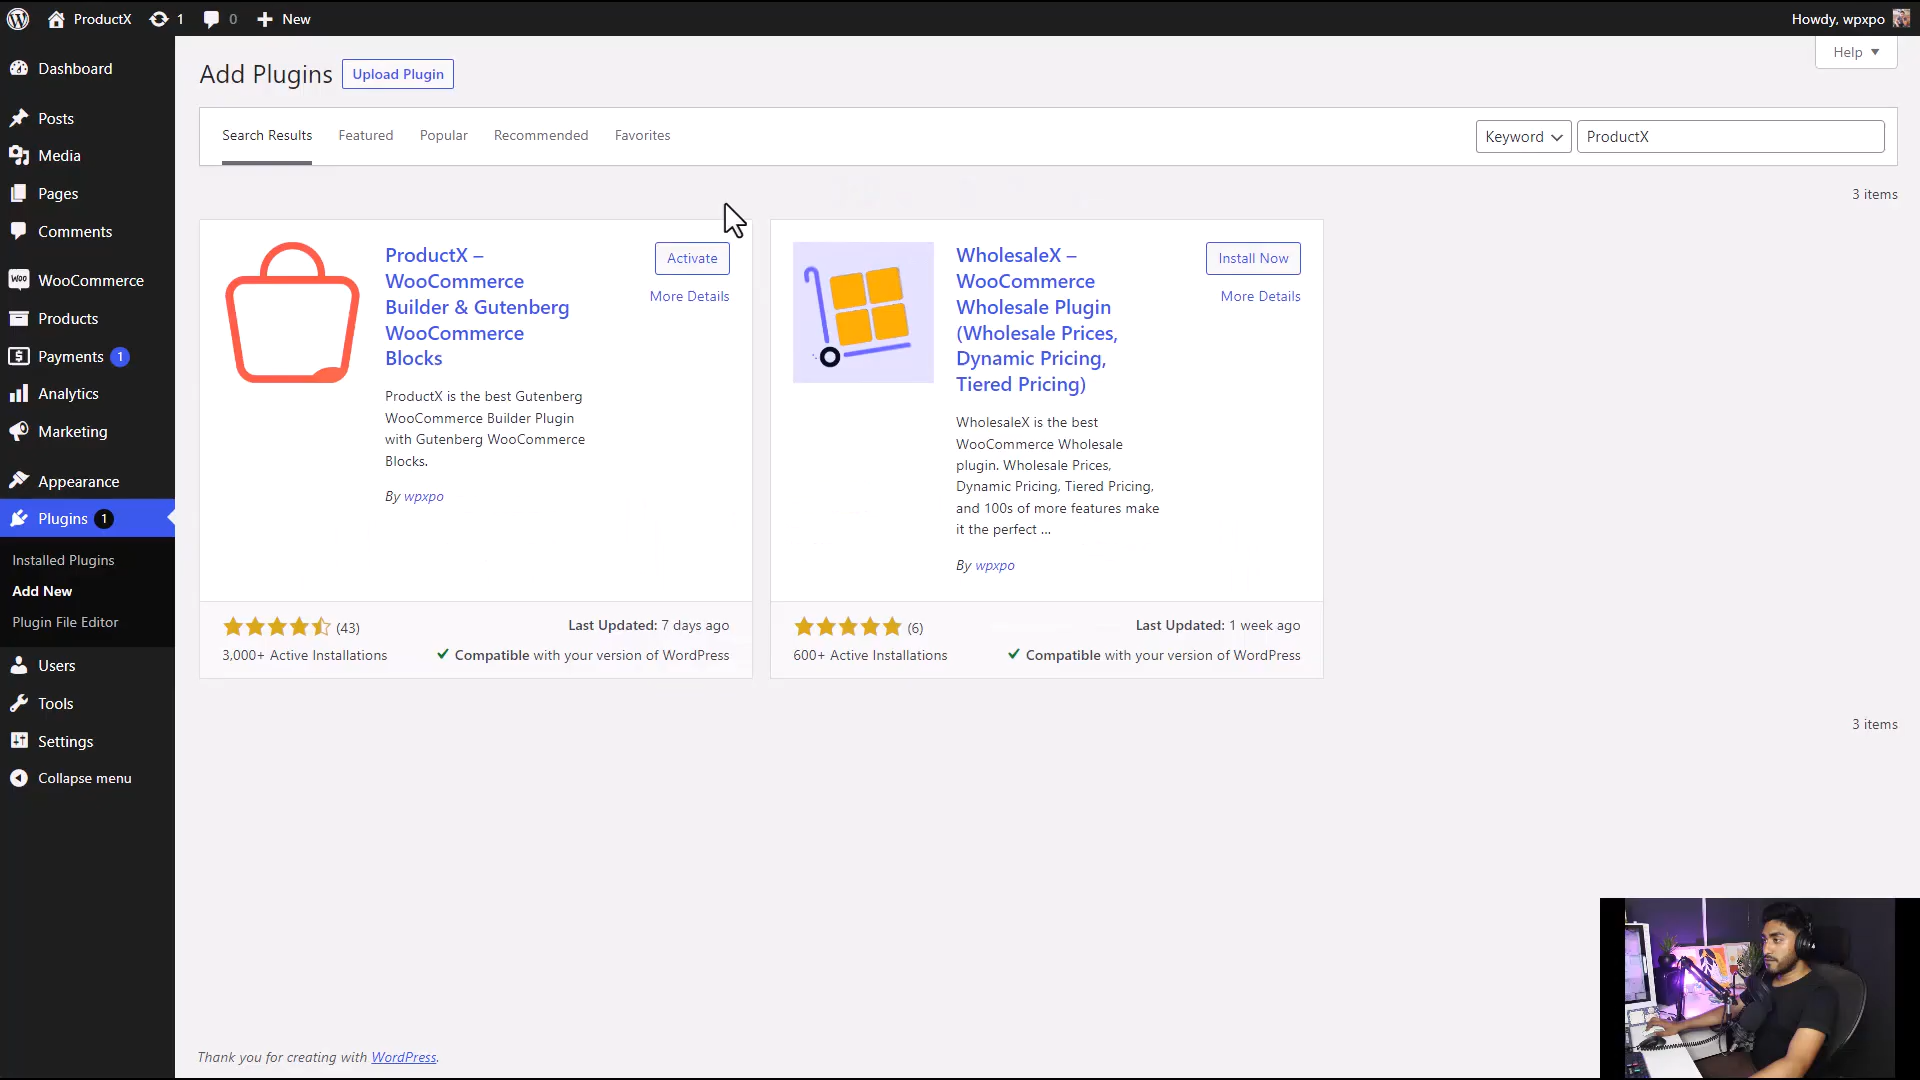 ProductX
1
0
New
Howdy, wpxpo
Help
Dashboard
Posts
Media
Pages
Comments
Woo
WooCommerce
Products
Payments 1
Analytics
Marketing
Appearance
Plugins 1
Installed Plugins
Add New
Plugin File Editor
Users
Tools
Settings
Collapse menu
Add Plugins
Upload Plugin
Search Results
Featured
Popular
Recommended
Favorites
Keyword
ProductX
3 items
ProductX –
WooCommerce
Builder & Gutenberg
WooCommerce
Blocks
Activate
More Details
ProductX is the best Gutenberg
WooCommerce Builder Plugin
with Gutenberg WooCommerce
Blocks.
By wpxpo
(43)
3,000+ Active Installations
Last Updated: 7 days ago
Compatible with your version of WordPress
WholesaleX –
WooCommerce
Wholesale Plugin
(Wholesale Prices,
Dynamic Pricing,
Tiered Pricing)
Install Now
More Details
WholesaleX is the best
WooCommerce Wholesale
plugin. Wholesale Prices,
Dynamic Pricing, Tiered Pricing,
and 100s of more features make
it the perfect ...
By wpxpo
(6)
600+ Active Installations
Last Updated: 1 week ago
Compatible with your version of WordPress
3 items
Thank you for creating with WordPress.